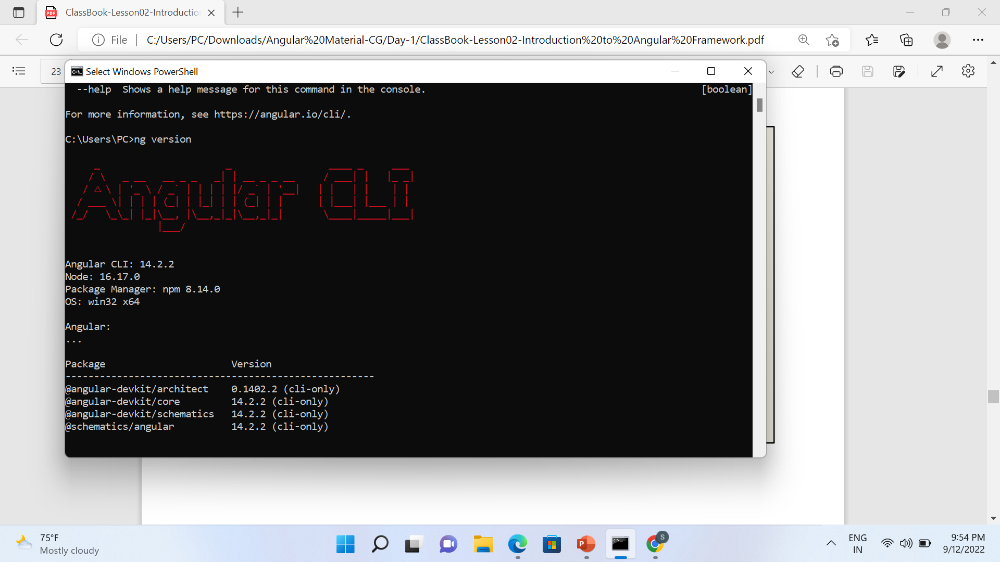 ClassBook-Lesson02-Introductio
File
C:/Users/PC/Downloads/Angular%20Material-CG/Day-1/ClassBook-Lesson02-Introduction%20to%20Angular%20Framework.pdf
23
Select Windows PowerShell
--help  Shows a help message for this command in the console. [boolean]
For more information, see https://angular.io/cli/.
C:\Users\PC>ng version
Angular CLI
Angular CLI: 14.2.2
Node: 16.17.0
Package Manager: npm 8.14.0
OS: win32 x64
Angular:
...
Package Version
------------------------------------------------------
@angular-devkit/architect 0.1402.2 (cli-only)
@angular-devkit/core 14.2.2 (cli-only)
@angular-devkit/schematics 14.2.2 (cli-only)
@schematics/angular 14.2.2 (cli-only)
75°F
Mostly cloudy
S
ENG
IN
9:54 PM
9/12/2022